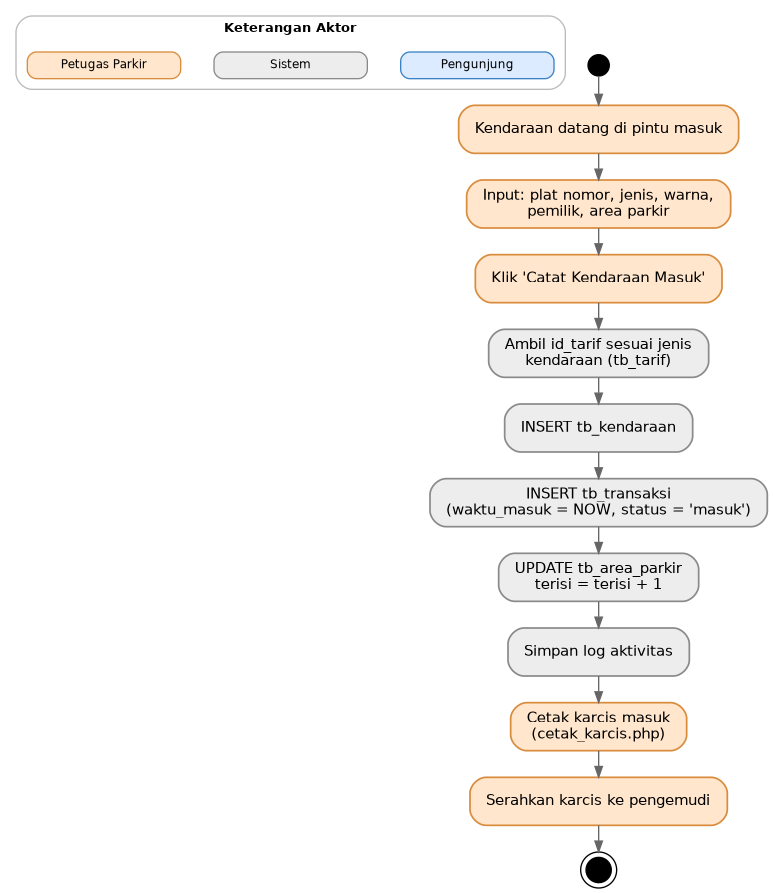 Keterangan Aktor
Petugas Parkir
Sistem
Pengunjung
Kendaraan datang di pintu masuk
Input: plat nomor, jenis, warna,
pemilik, area parkir
Klik 'Catat Kendaraan Masuk'
Ambil id_tarif sesuai jenis
kendaraan (tb_tarif)
INSERT tb_kendaraan
INSERT tb_transaksi
(waktu_masuk = NOW, status = 'masuk')
UPDATE tb_area_parkir
terisi = terisi + 1
Simpan log aktivitas
Cetak karcis masuk
(cetak_karcis.php)
Serahkan karcis ke pengemudi